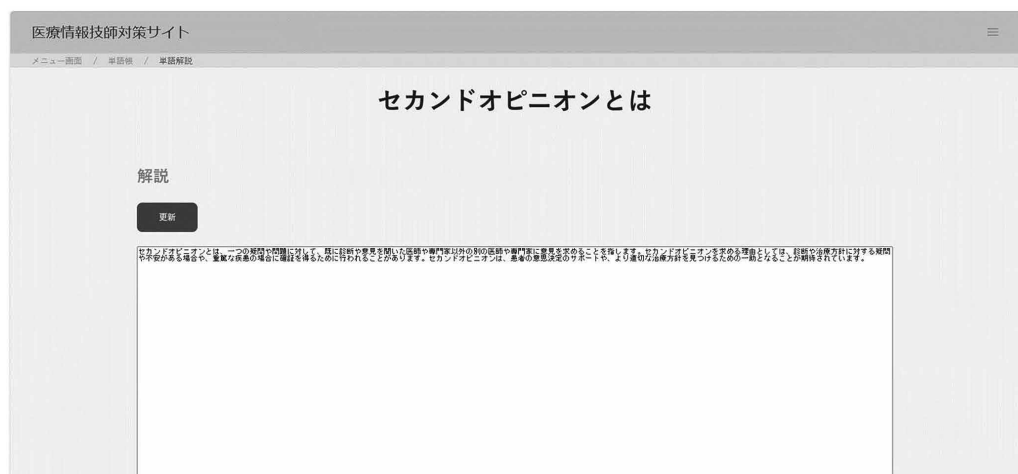 医療情報技師対策サイト
メニュー画面 / 単語帳 / 単語解説
セカンドオピニオンとは
解説
更新
セカンドオピニオンとは、一つの疑問や問題に対して、既に診断や意見を聞いた医師や専門家以外の別の医師や専門家に意見を求めることを指します。セカンドオピニオンを求める理由としては、診断や治療方針に対する疑問
や不安がある場合や、重篤な疾患の場合に確証を得るために行われることがあります。セカンドオピニオンは、患者の意思決定のサポートや、より適切な治療方針を見つけるための一助となることが期待されています。